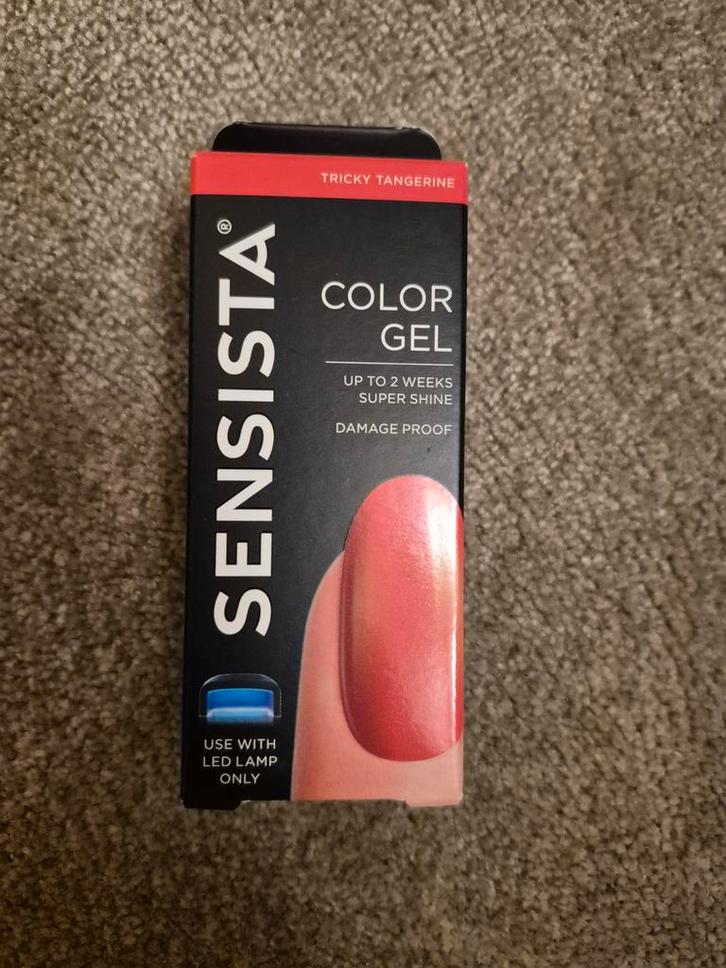 TRICKY TANGERINE
SENSISTA®
COLOR
GEL
UP TO 2 WEEKS
SUPER SHINE
DAMAGE PROOF
USE WITH
LED LAMP
ONLY